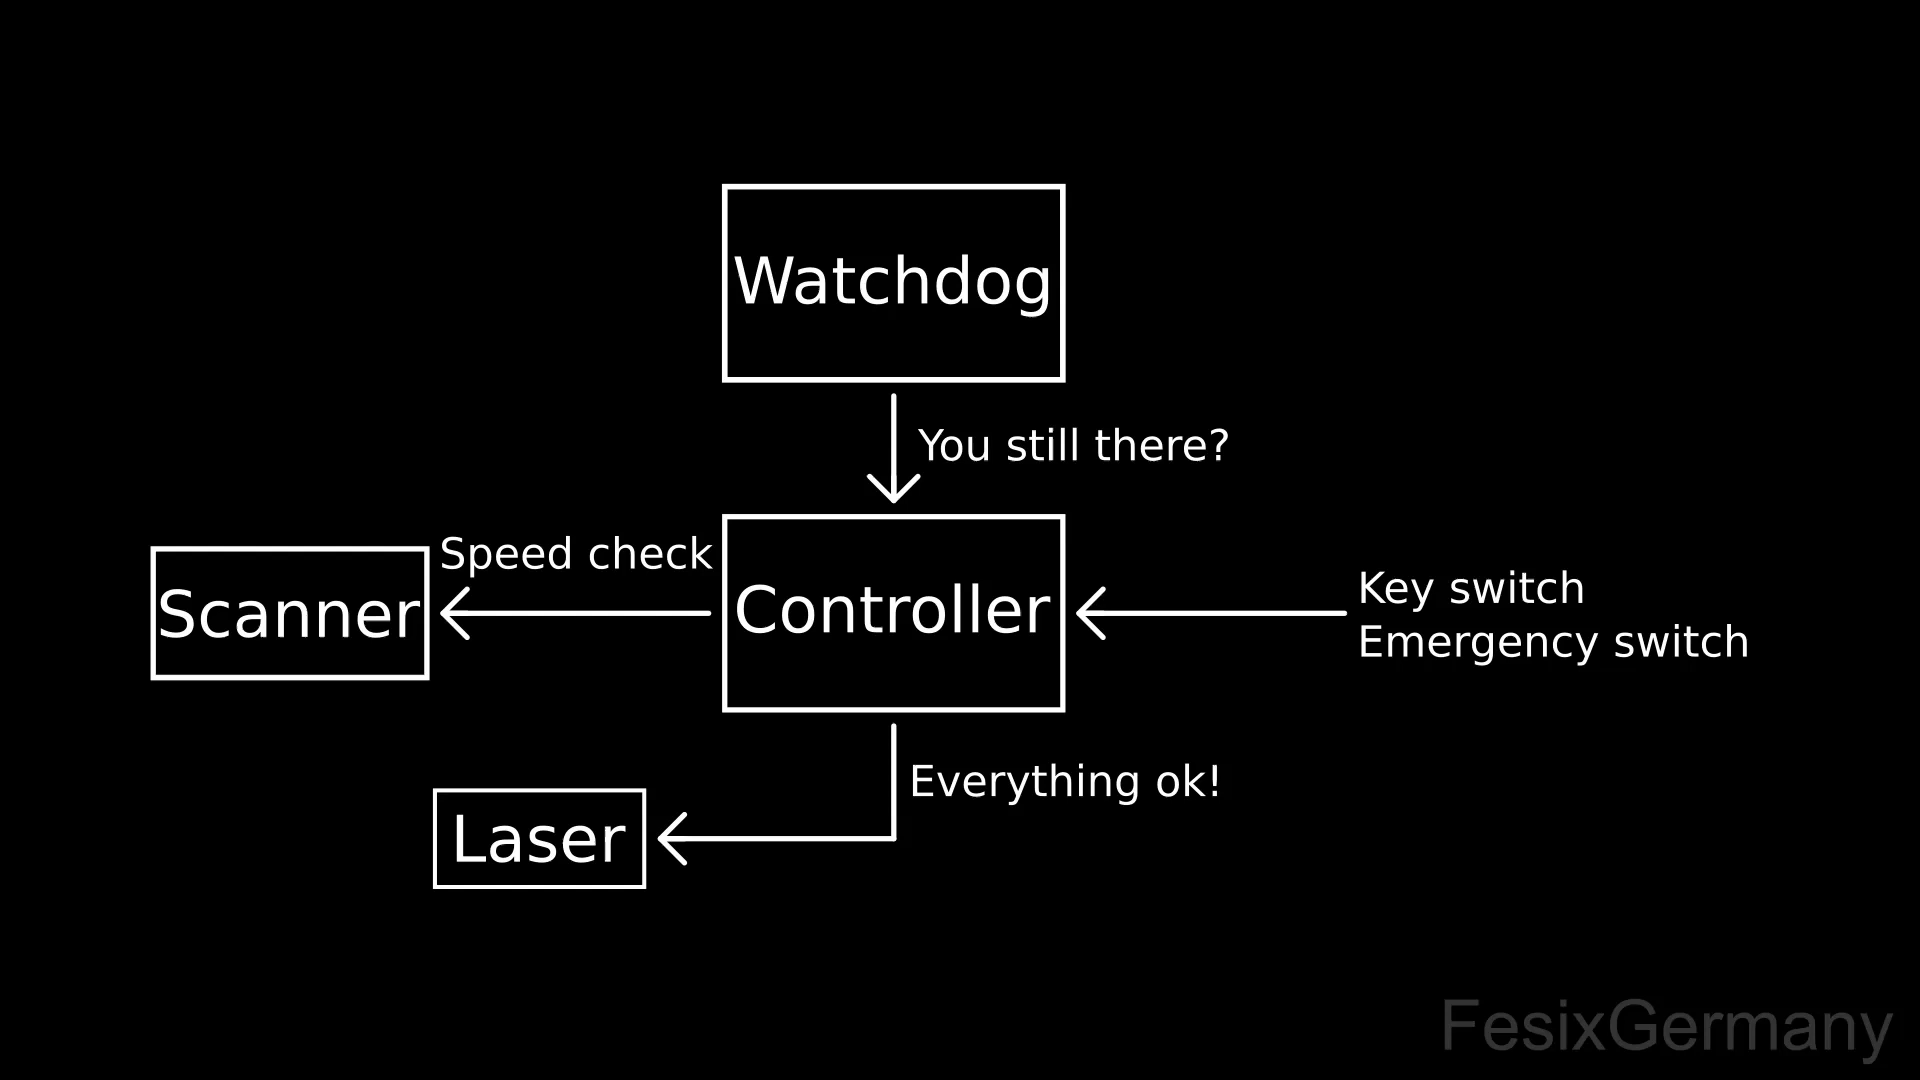 Watchdog
You still there?
Speed check
Scanner
Controller
Key switch
Emergency switch
Everything ok!
Laser
FesixGermany